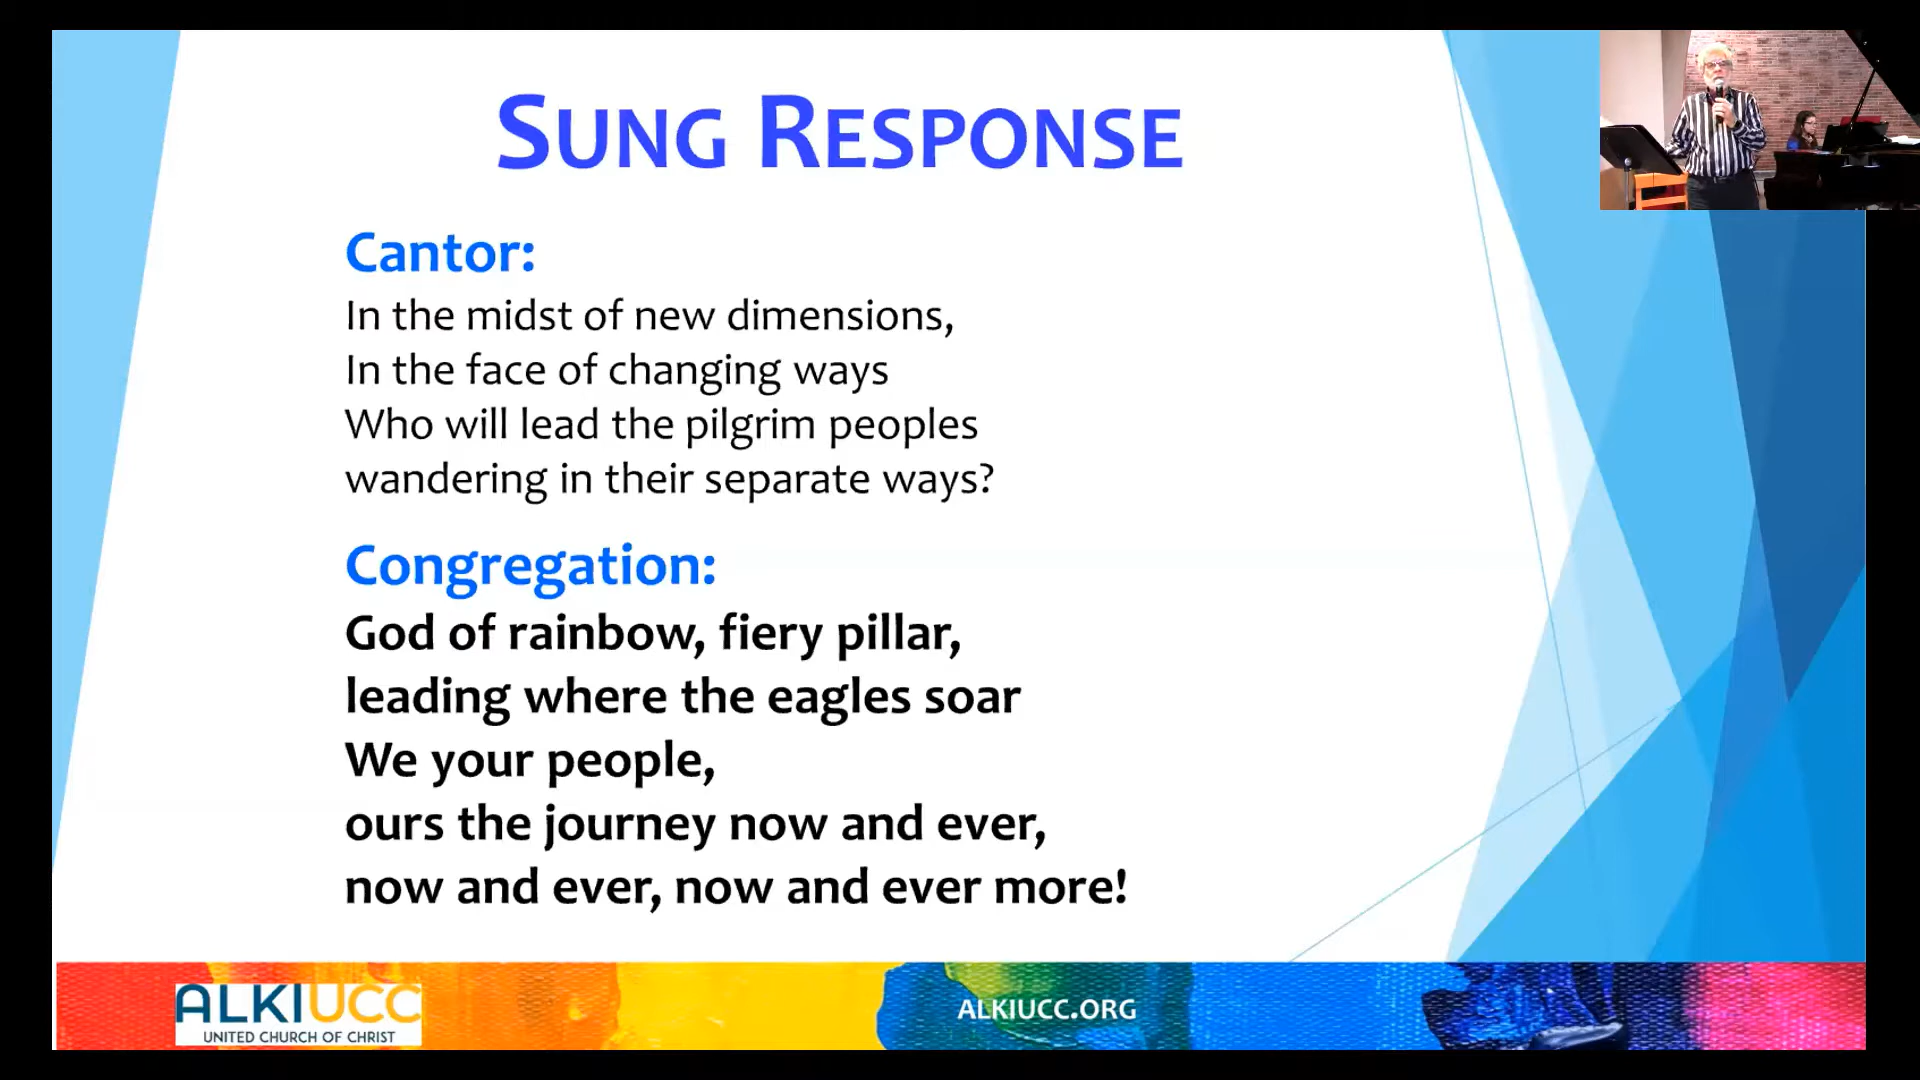 SUNG RESPONSE
Cantor:
In the midst of new dimensions,
In the face of changing ways
Who will lead the pilgrim peoples
wandering in their separate ways?
Congregation:
God of rainbow, fiery pillar,
leading where the eagles soar
We your people,
ours the journey now and ever,
now and ever, now and ever more!
ALKIUCC
UNITED CHURCH OF CHRIST
ALKIUCC.ORG